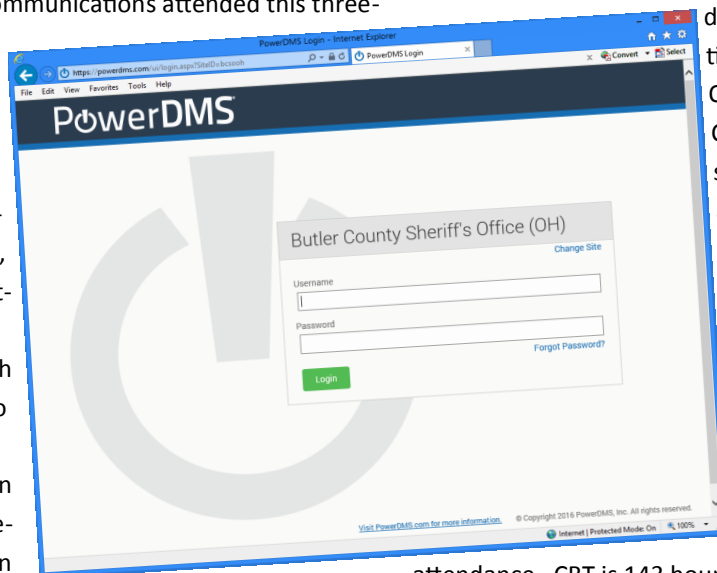 ommunications attended this three-
PowerDMS Login - Internet Explorer
https://powerdms.com/ui/login.aspx?SiteID=bcsooh
PowerDMS Login
File Edit View Favorites Tools Help
Convert
Select
PowerDMS
Butler County Sheriff's Office (OH)
Change Site
Username
Password
Forgot Password?
Login
Visit PowerDMS.com for more information.
© Copyright 2016 PowerDMS, Inc. All rights reserved.
Internet | Protected Mode: On
100%
attendance. CPT is 143 hour